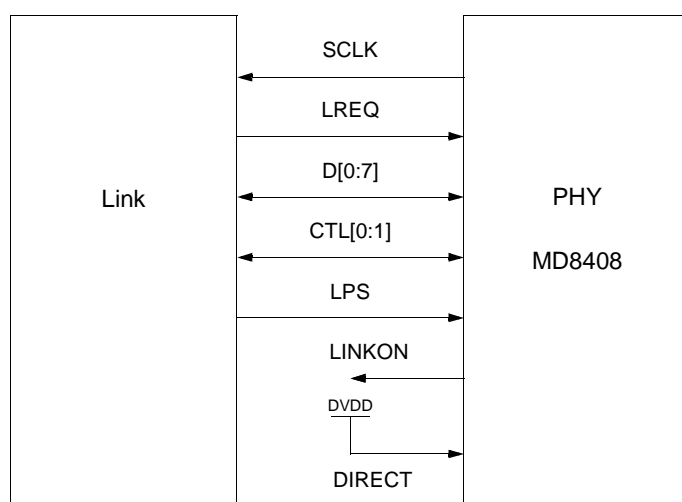 SCLK
LREQ
D[0:7]
Link
PHY
CTL[0:1]
MD8408
LPS
LINKON
DVDD
DIRECT